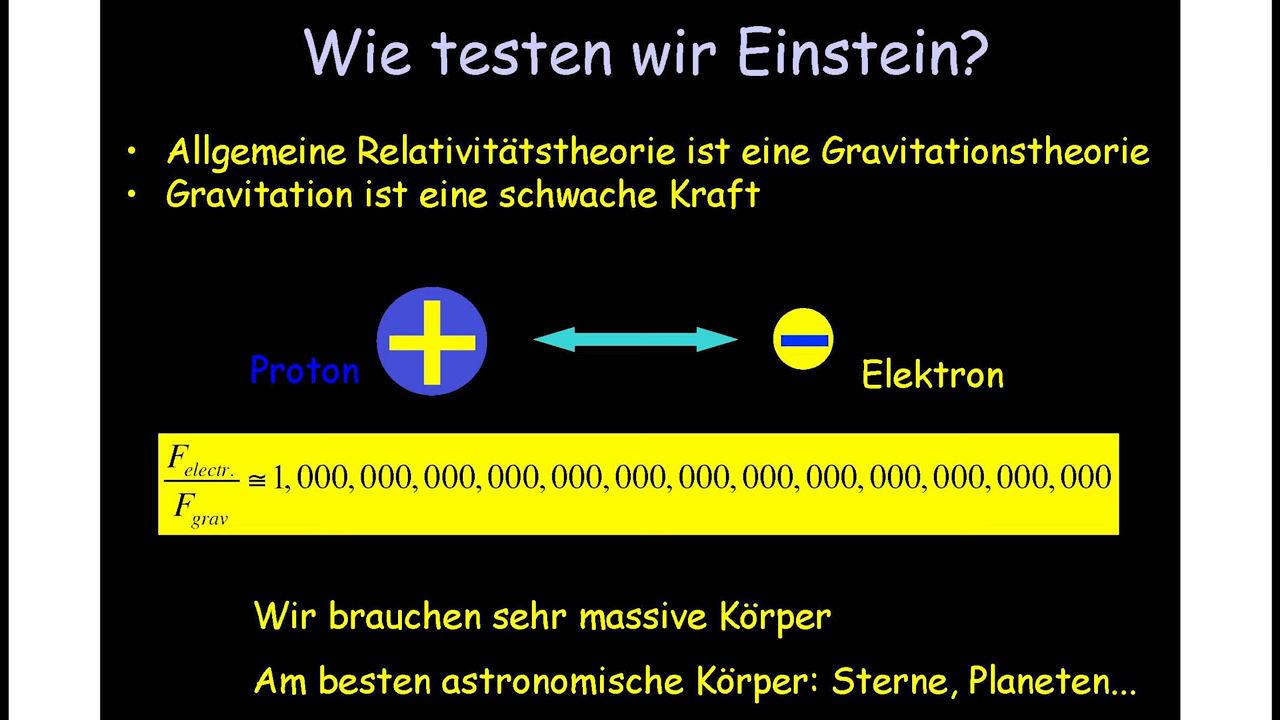 Wie testen wir Einstein?
• Allgemeine Relativitätstheorie ist eine Gravitationstheorie
• Gravitation ist eine schwache Kraft
Proton
Elektron
F_electr. / F_grav ≅ 1,000,000,000,000,000,000,000,000,000,000,000,000,000
Wir brauchen sehr massive Körper
Am besten astronomische Körper: Sterne, Planeten...